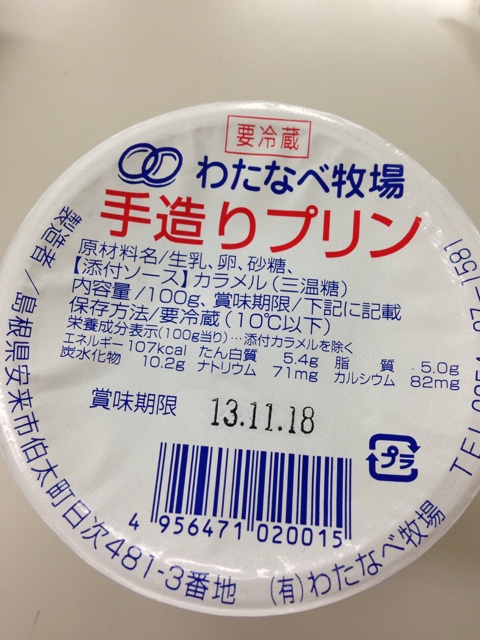 要冷蔵
わたなべ牧場
手造りプリン
原材料名/生乳、卵、砂糖、
【添付ソース】カラメル(三温糖)
内容量/100g、賞味期限/下記に記載
保存方法/要冷蔵(10℃以下)
栄養成分表示(100g当り)…添付カラメルを除く
エネルギー 107kcal たん白質 5.4g 脂質 5.0g
炭水化物 10.2g ナトリウム 71mg カルシウム 82mg
賞味期限 13.11.18
プラ
4 956471 020015
製造者/島根県安来市伯太町日次481-3番地 (有)わたなべ牧場